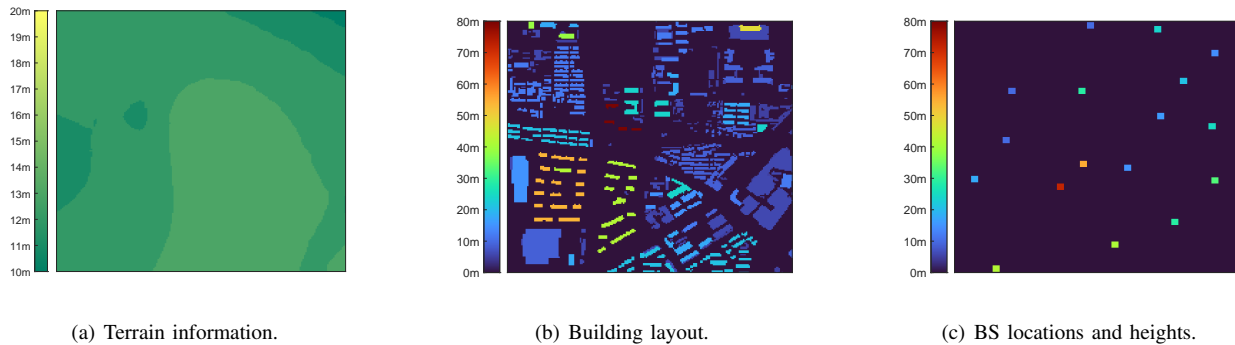 20m
19m
18m
17m
16m
15m
14m
13m
12m
11m
10m
80m
70m
60m
50m
40m
30m
20m
10m
0m
80m
70m
60m
50m
40m
30m
20m
10m
0m
(a) Terrain information.
(b) Building layout.
(c) BS locations and heights.